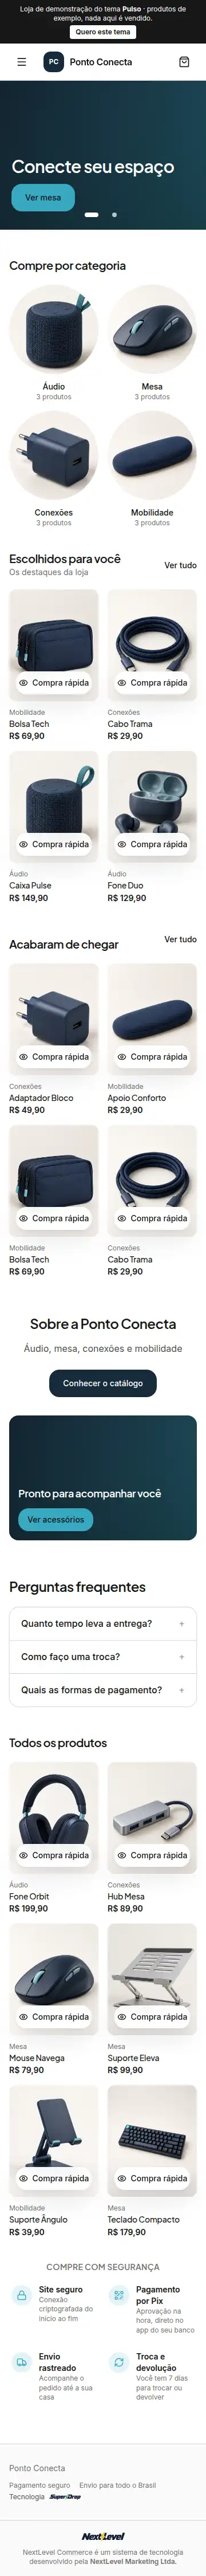 Loja de demonstração do tema Pulso · produtos de
exemplo, nada aqui é vendido.
Quero este tema
PC
Ponto Conecta
Conecte seu espaço
Ver mesa
Compre por categoria
Áudio
3 produtos
Mesa
3 produtos
Conexões
3 produtos
Mobilidade
3 produtos
Escolhidos para você
Ver tudo
Os destaques da loja
Compra rápida
Compra rápida
Mobilidade
Bolsa Tech
R$ 69,90
Conexões
Cabo Trama
R$ 29,90
Compra rápida
Compra rápida
Áudio
Caixa Pulse
R$ 149,90
Áudio
Fone Duo
R$ 129,90
Acabaram de chegar
Ver tudo
Compra rápida
Compra rápida
Conexões
Adaptador Bloco
R$ 49,90
Mobilidade
Apoio Conforto
R$ 29,90
Compra rápida
Compra rápida
Mobilidade
Bolsa Tech
R$ 69,90
Conexões
Cabo Trama
R$ 29,90
Sobre a Ponto Conecta
Áudio, mesa, conexões e mobilidade
Conhecer o catálogo
Pronto para acompanhar você
Ver acessórios
Perguntas frequentes
Quanto tempo leva a entrega? +
Como faço uma troca? +
Quais as formas de pagamento? +
Todos os produtos
Compra rápida
Compra rápida
Áudio
Fone Orbit
R$ 199,90
Conexões
Hub Mesa
R$ 89,90
Compra rápida
Compra rápida
Mesa
Mouse Navega
R$ 79,90
Mesa
Suporte Eleva
R$ 99,90
Compra rápida
Compra rápida
Mobilidade
Suporte Ângulo
R$ 39,90
Mesa
Teclado Compacto
R$ 179,90
COMPRE COM SEGURANÇA
Site seguro
Conexão
criptografada do
início ao fim
Pagamento
por Pix
Aprovação na
hora, direto no
app do seu banco
Envio
rastreado
Acompanhe o
pedido até a sua
casa
Troca e
devolução
Você tem 7 dias
para trocar ou
devolver
Ponto Conecta
Pagamento seguro Envio para todo o Brasil
Tecnologia SuperDrop
NextLevel
NextLevel Commerce é um sistema de tecnologia
desenvolvido pela NextLevel Marketing Ltda.